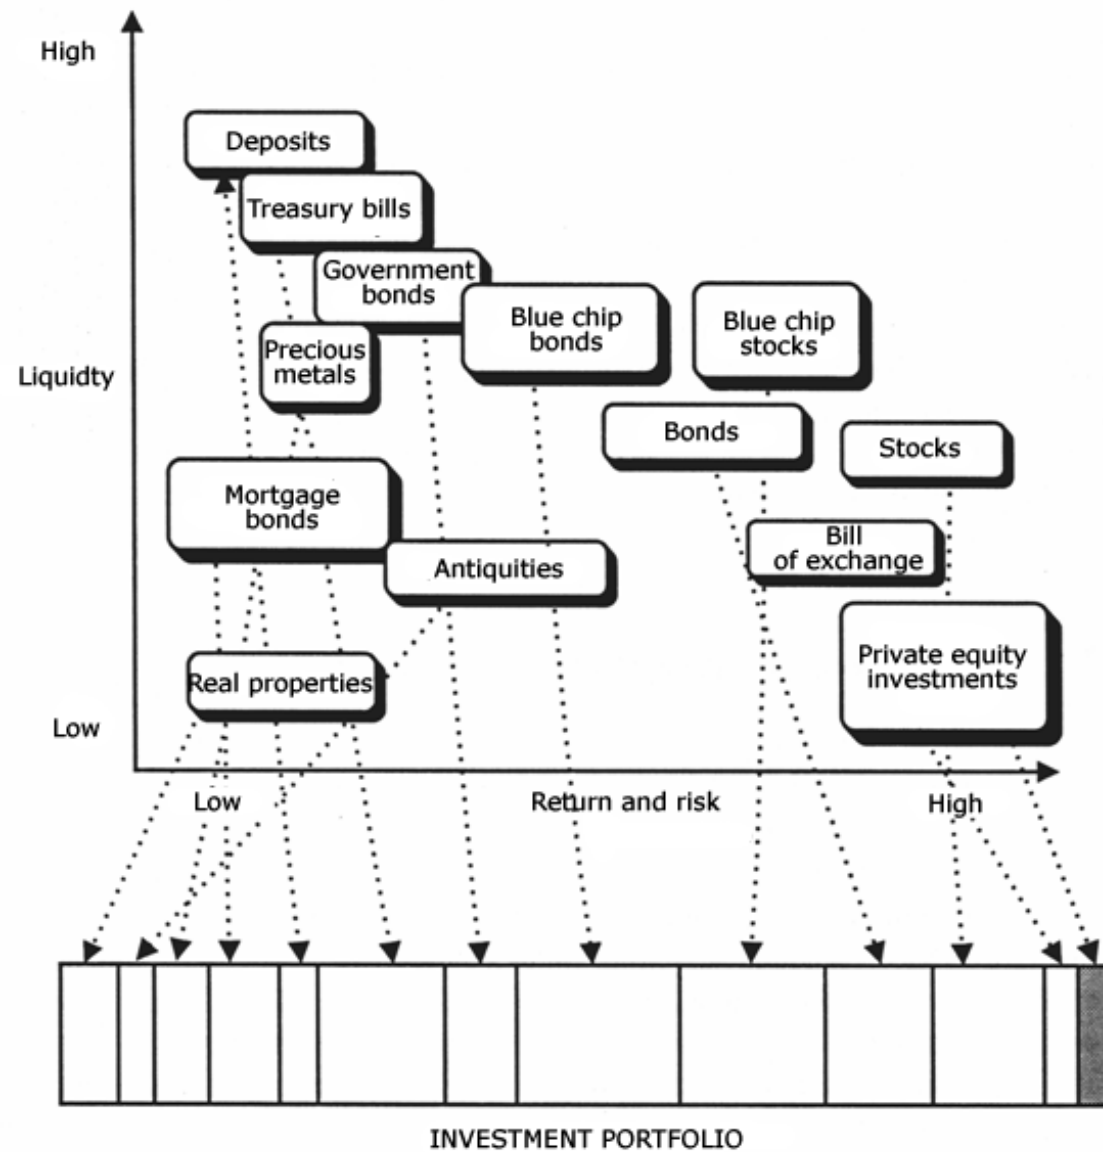 High
Deposits
Treasury bills
Government
bonds
Blue chip
bonds
Blue chip
stocks
Precious
metals
Liquidty
Bonds
Stocks
Mortgage
bonds
Bill
of exchange
Antiquities
Private equity
investments
Real properties
Low
Low
Return and risk
High
INVESTMENT PORTFOLIO